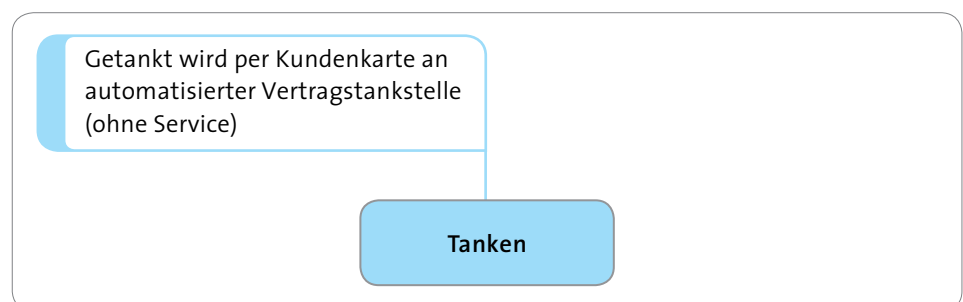 Getankt wird per Kundenkarte an
automatisierter Vertragstankstelle
(ohne Service)
Tanken